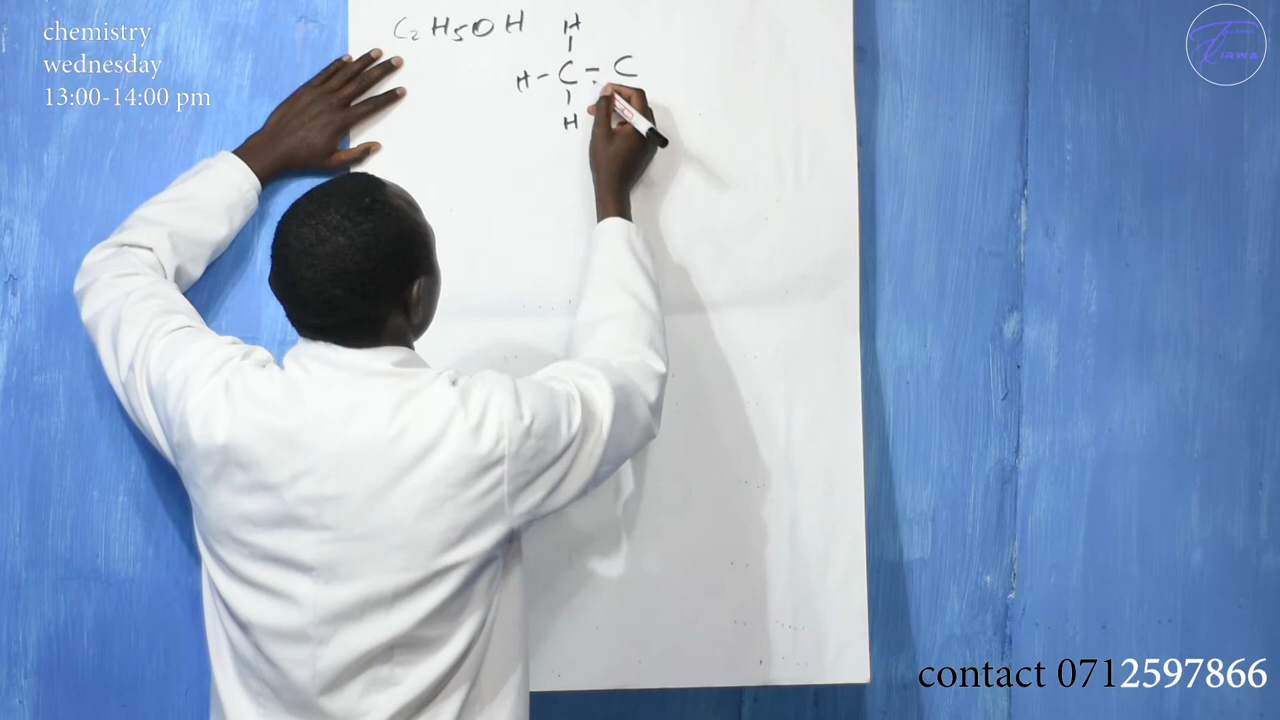 chemistry
wednesday
13:00-14:00 pm
C₂H₅OH
H
H-C=C
H
contact 0712597866